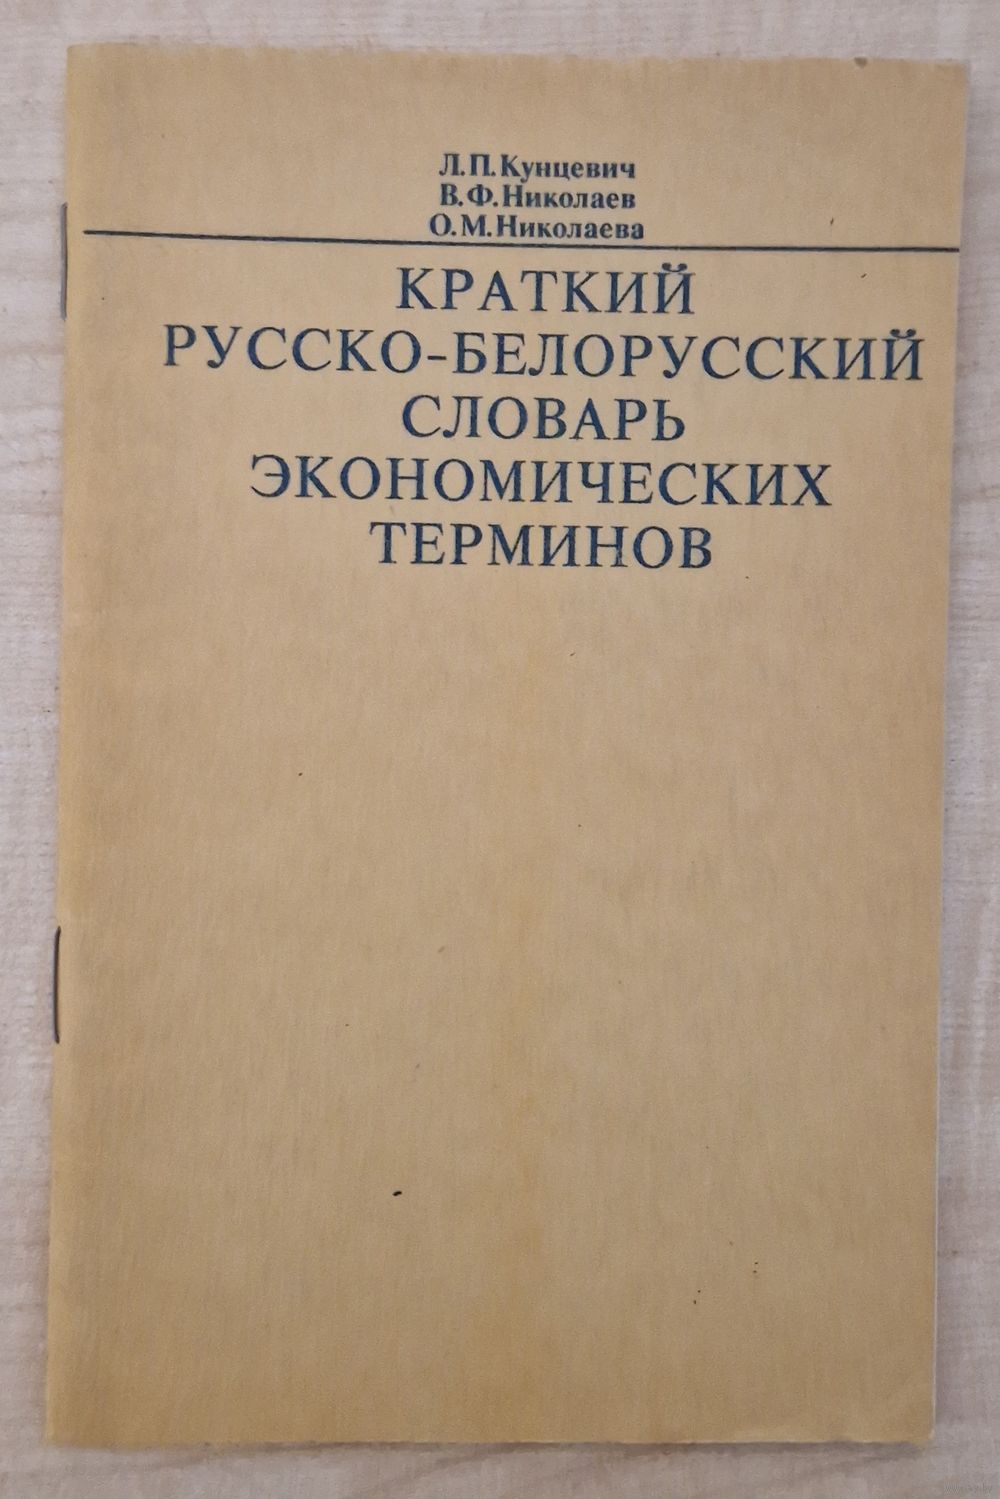 Л.П.Кунцевич
В.Ф.Николаев
О.М.Николаева
КРАТКИЙ
РУССКО-БЕЛОРУССКИЙ
СЛОВАРЬ
ЭКОНОМИЧЕСКИХ
ТЕРМИНОВ